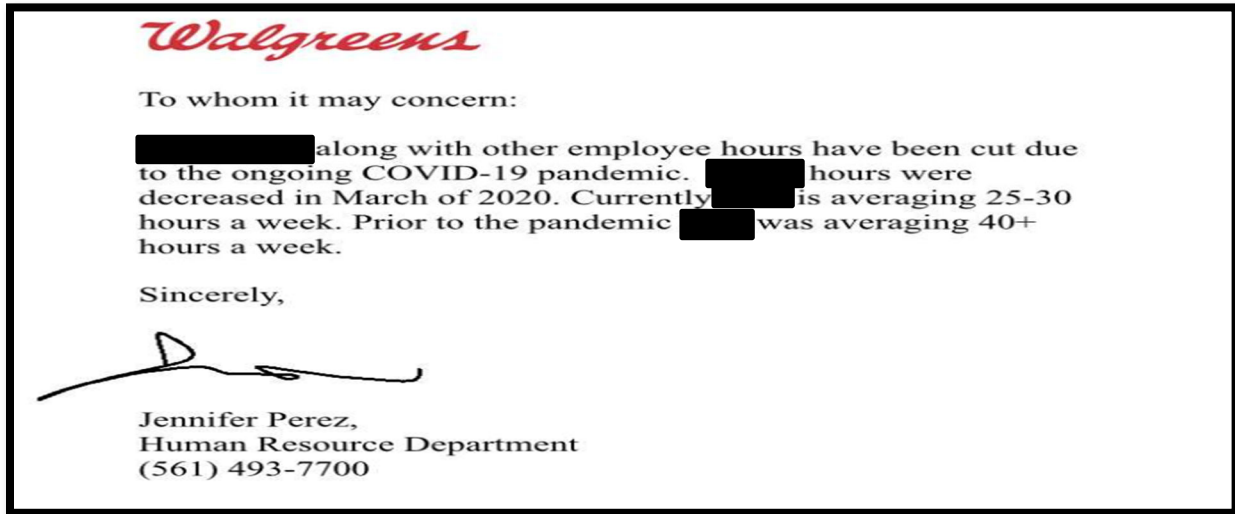 Walgreens
To whom it may concern:
along with other employee hours have been cut due
to the ongoing COVID-19 pandemic. hours were
decreased in March of 2020. Currently is averaging 25-30
hours a week. Prior to the pandemic was averaging 40+
hours a week.
Sincerely,
Jennifer Perez,
Human Resource Department
(561) 493-7700